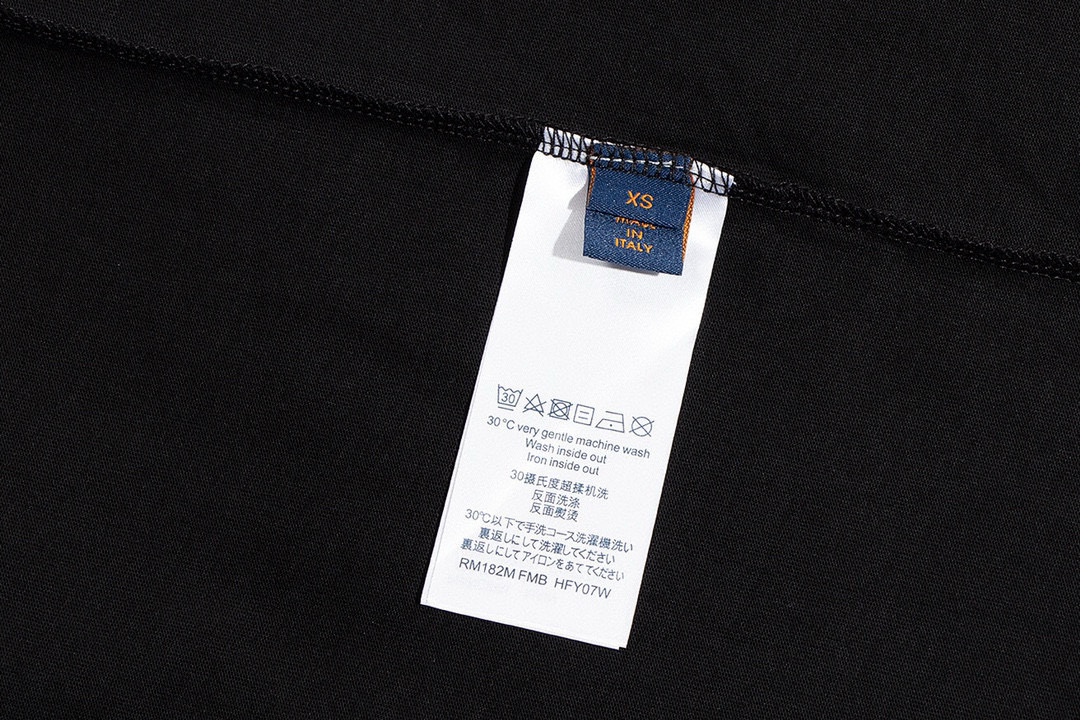 XS
MADE
IN
ITALY
30
30°C very gentle machine wash
Wash inside out
Iron inside out
30摄氏度超揉机洗
反面洗涤
反面熨烫
30℃以下で手洗コース洗濯機洗い
裏返しにして洗濯してください
裏返しにしてアイロンをあててください
RM182M FMB HFY07W